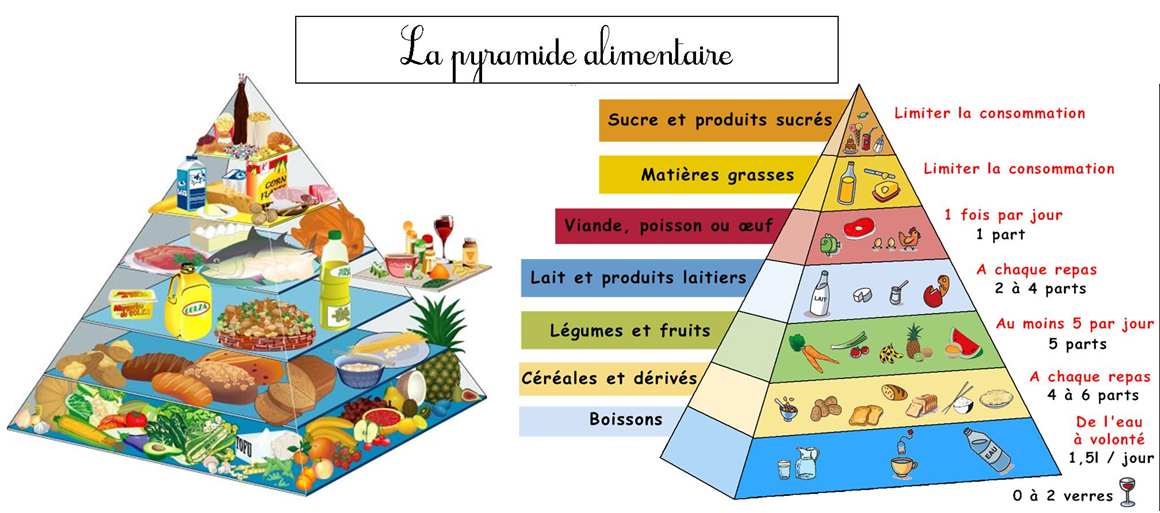 La pyramide alimentaire
Sucre et produits sucrés
Limiter la consommation
Matières grasses
Limiter la consommation
Viande, poisson ou œuf
1 fois par jour
1 part
Lait et produits laitiers
A chaque repas
2 à 4 parts
Légumes et fruits
Au moins 5 par jour
5 parts
Céréales et dérivés
A chaque repas
4 à 6 parts
Boissons
De l'eau
à volonté
1,5l / jour
0 à 2 verres
LAIT
EAU
CORN
TOFU